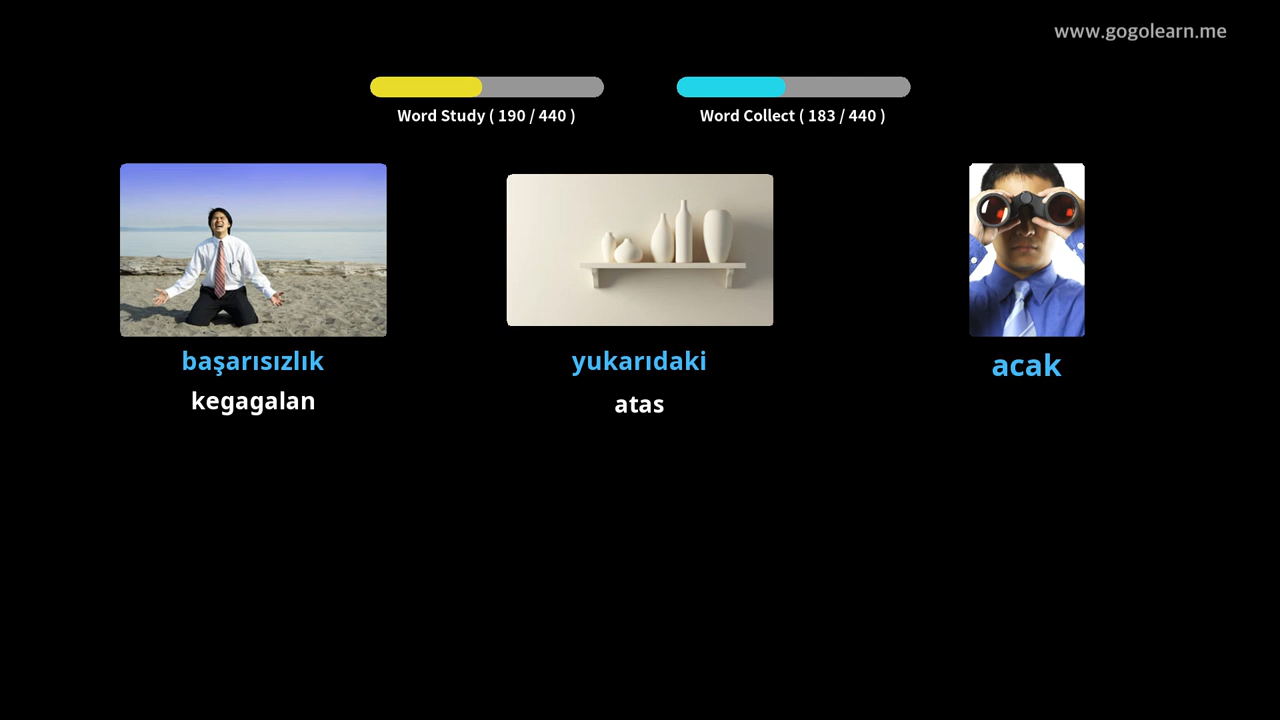 www.gogolearn.me
Word Study ( 190 / 440 )
Word Collect ( 183 / 440 )
başarısızlık
kegagalan
yukarıdaki
atas
acak